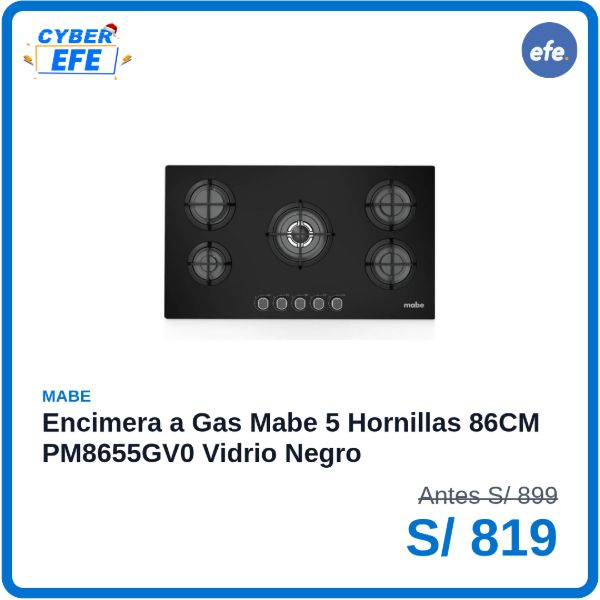 CYBER
EFE
efe.
mabe
MABE
Encimera a Gas Mabe 5 Hornillas 86CM
PM8655GV0 Vidrio Negro
Antes S/ 899
S/ 819